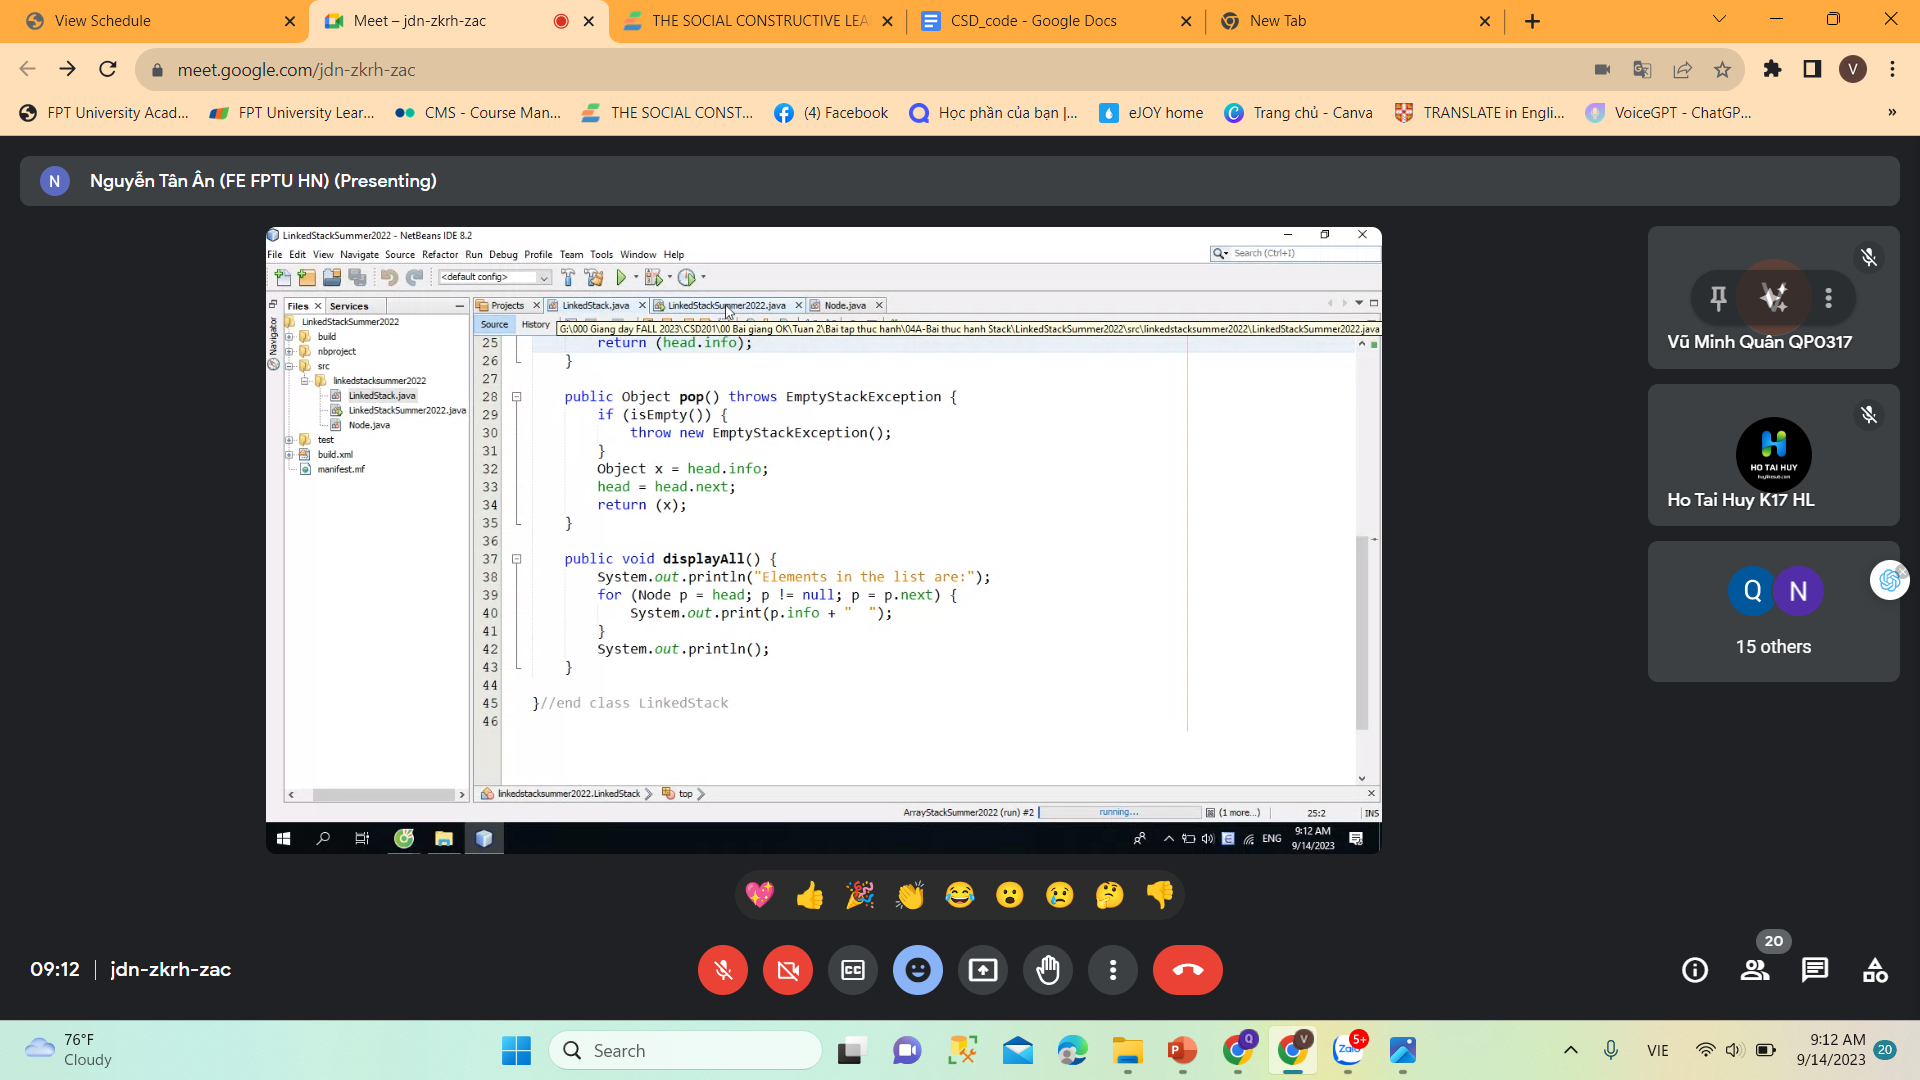 View Schedule
Meet – jdn-zkrh-zac
THE SOCIAL CONSTRUCTIVE LEA
CSD_code - Google Docs
New Tab
meet.google.com/jdn-zkrh-zac
V
FPT University Acad...
FPT University Lear...
CMS - Course Man...
THE SOCIAL CONST...
(4) Facebook
Học phần của bạn |...
eJOY home
Trang chủ - Canva
TRANSLATE in Engli...
VoiceGPT - ChatGP...
»
N
Nguyễn Tân Ân (FE FPTU HN) (Presenting)
LinkedStackSummer2022 - NetBeans IDE 8.2
File Edit View Navigate Source Refactor Run Debug Profile Team Tools Window Help
Search (Ctrl+I)
<default config>
Files
Services
Projects
LinkedStack.java
LinkedStackSummer2022.java
Node.java
Navigator
Source
History
G:\000 Giang day FALL 2023\CSD201\00 Bai giang OK\Tuan 2\Bai tap thuc hanh\04A-Bai thuc hanh Stack\LinkedStackSummer2022\src\linkedstacksummer2022\LinkedStackSummer2022.java
LinkedStackSummer2022
build
nbproject
src
linkedstacksummer2022
LinkedStack.java
LinkedStackSummer2022.java
Node.java
test
build.xml
manifest.mf
25 return (head.info);
26 }
27
28 public Object pop() throws EmptyStackException {
29 if (isEmpty()) {
30 throw new EmptyStackException();
31 }
32 Object x = head.info;
33 head = head.next;
34 return (x);
35 }
36
37 public void displayAll() {
38 System.out.println("Elements in the list are:");
39 for (Node p = head; p != null; p = p.next) {
40 System.out.print(p.info + "  ");
41 }
42 System.out.println();
43 }
44
45 }//end class LinkedStack
46
linkedstacksummer2022.LinkedStack
top
ArrayStackSummer2022 (run) #2
running...
(1 more...)
25:2
INS
ENG
9:12 AM
9/14/2023
Vũ Minh Quân QP0317
HO TAI HUY
Ho Tai Huy K17 HL
Q
N
15 others
09:12
jdn-zkrh-zac
20
76°F
Cloudy
Search
Q
V
Zalo
5+
VIE
9:12 AM
9/14/2023
20